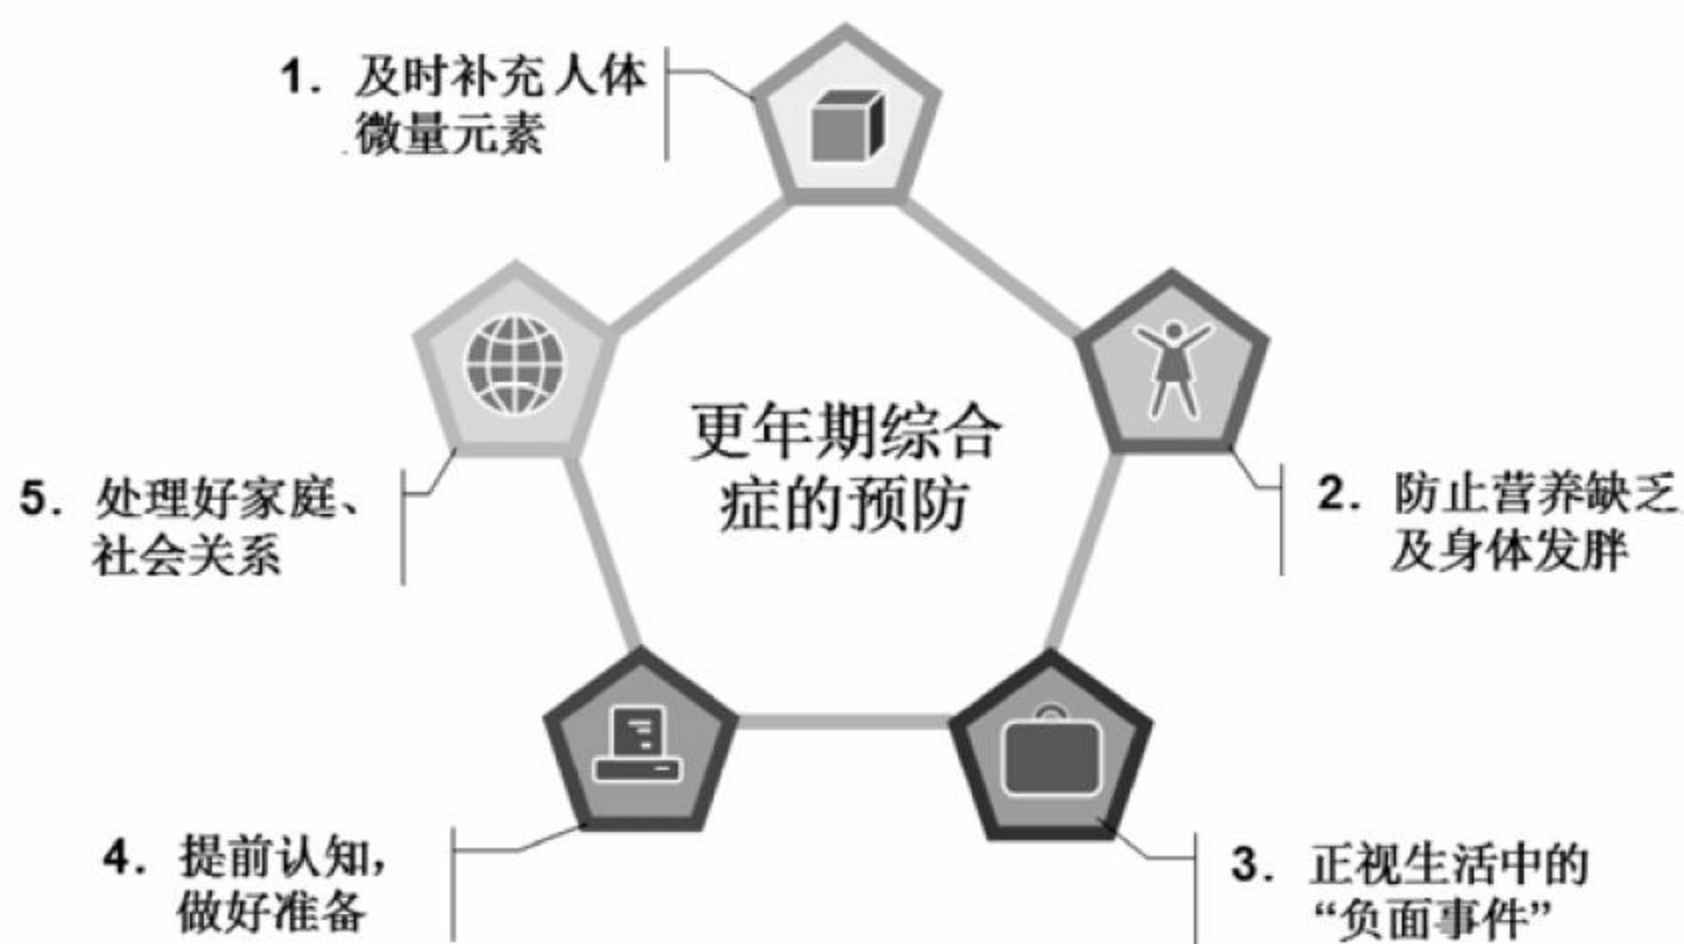 1. 及时补充人体
微量元素
更年期综合
症的预防
2. 防止营养缺乏
及身体发胖
3. 正视生活中的
“负面事件”
4. 提前认知，
做好准备
5. 处理好家庭、
社会关系